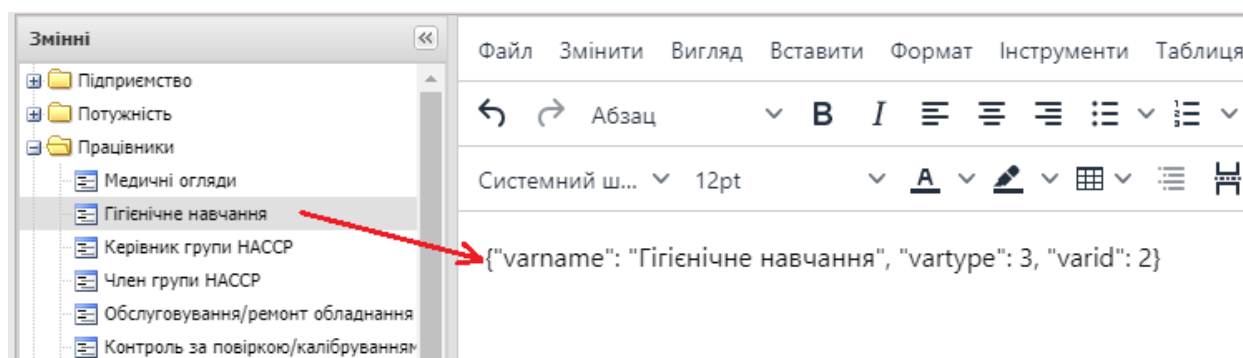 Змінні
Підприємство
Потужність
Працівники
Медичні огляди
Гігієнічне навчання
Керівник групи НАССР
Член групи НАССР
Обслуговування/ремонт обладнання
Контроль за повіркою/калібруванням
Файл Змінити Вигляд Вставити Формат Інструменти Таблиця
Абзац B I
Системний ш... 12pt A
{"varname": "Гігієнічне навчання", "vartype": 3, "varid": 2}